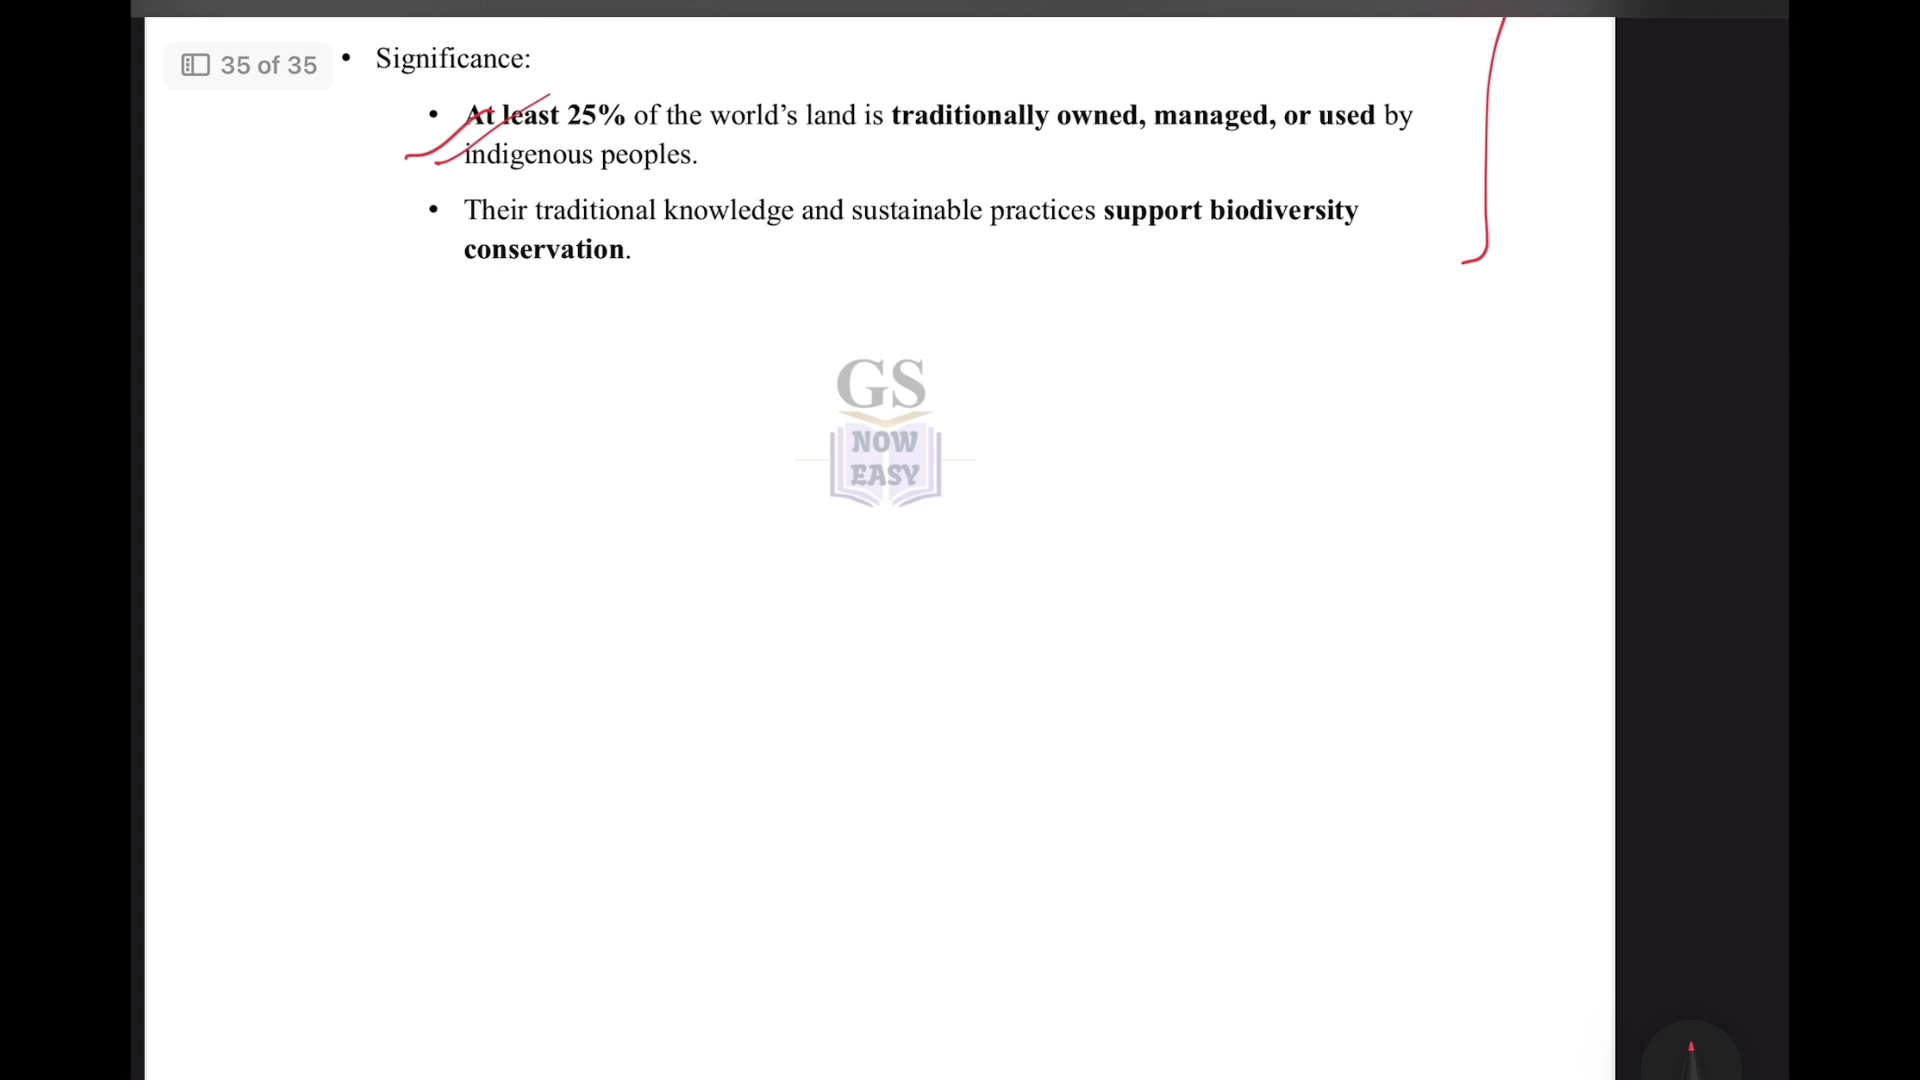 35 of 35
• Significance:
• At least 25% of the world’s land is traditionally owned, managed, or used by
indigenous peoples.
• Their traditional knowledge and sustainable practices support biodiversity
conservation.
GS
NOW
EASY